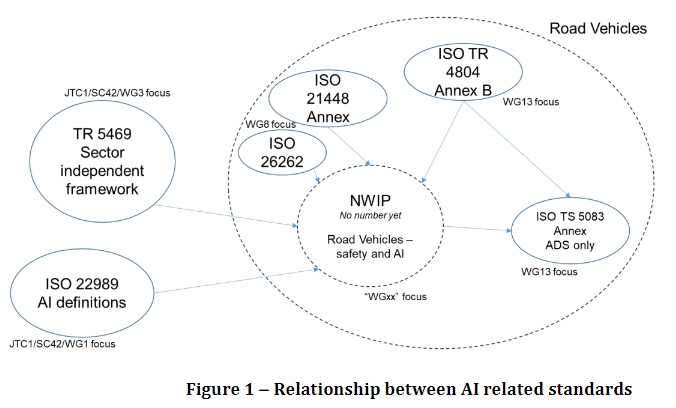 Road Vehicles
JTC1/SC42/WG3 focus
TR 5469
Sector
independent
framework
ISO
21448
Annex
WG8 focus
ISO
26262
ISO TR
4804
Annex B
WG13 focus
NWIP
No number yet
Road Vehicles –
safety and AI
"WGxx" focus
ISO TS 5083
Annex
ADS only
WG13 focus
ISO 22989
AI definitions
JTC1/SC42/WG1 focus
Figure 1 – Relationship between AI related standards